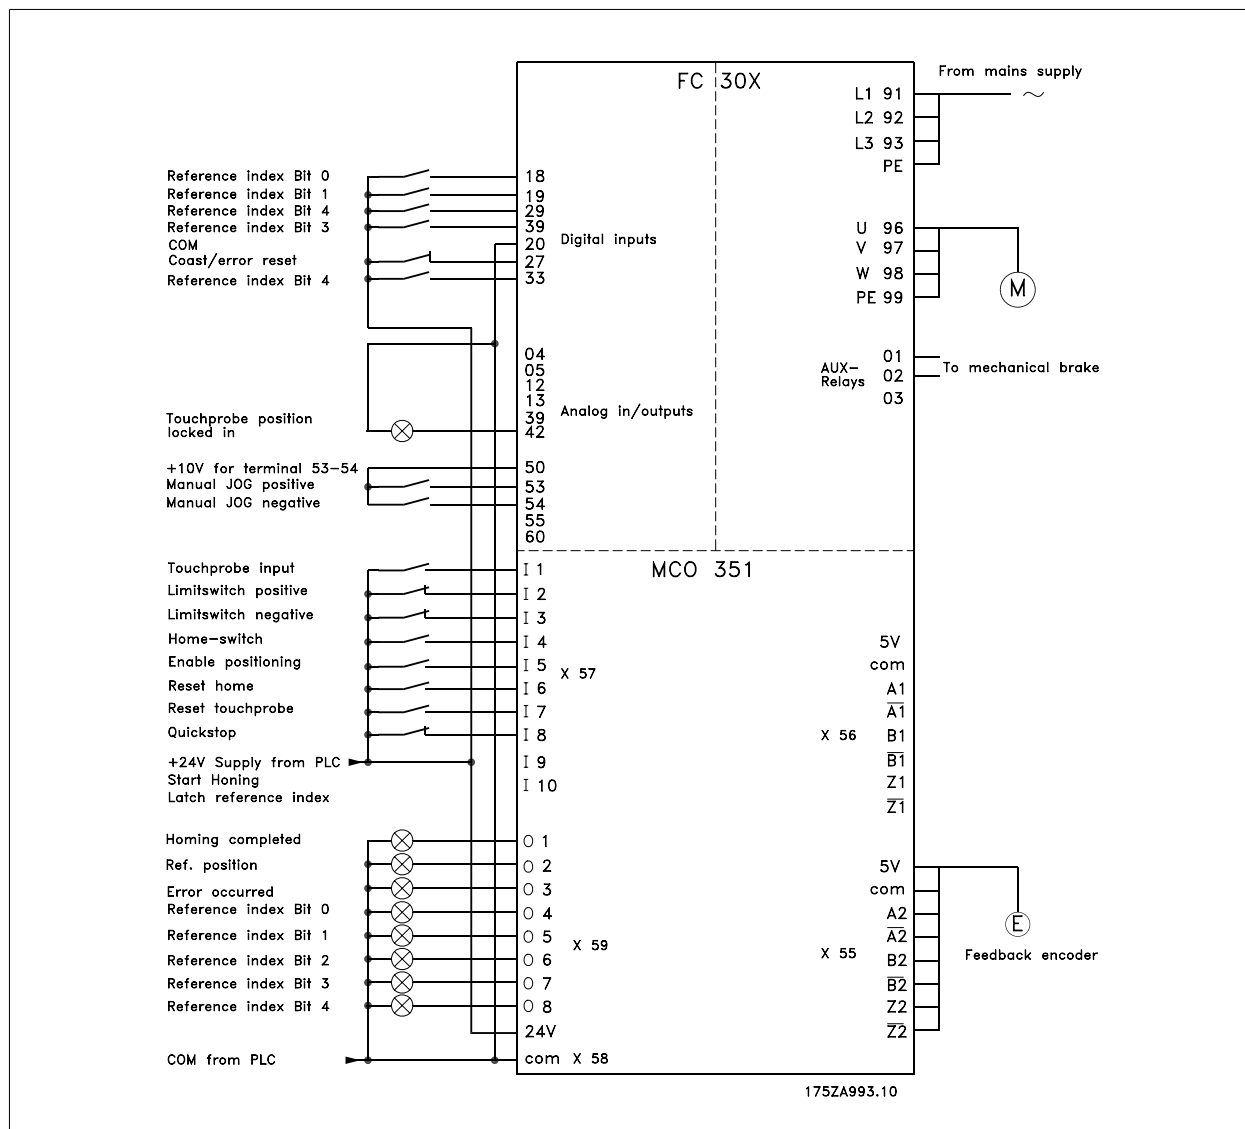 FC 30X
From mains supply
L1 91
L2 92
L3 93
PE
Reference index Bit 0
18
Reference index Bit 1
19
Reference index Bit 4
29
Reference index Bit 3
39
COM
20
Digital inputs
Coast/error reset
27
Reference index Bit 4
33
U 96
V 97
W 98
PE 99
M
04
05
12
13
39
42
Analog in/outputs
Touchprobe position
locked in
AUX-
Relays
01
02
03
To mechanical brake
+10V for terminal 53-54
50
Manual JOG positive
53
Manual JOG negative
54
55
60
MCO 351
Touchprobe input
I 1
Limitswitch positive
I 2
Limitswitch negative
I 3
Home-switch
I 4
Enable positioning
I 5
X 57
Reset home
I 6
Reset touchprobe
I 7
Quickstop
I 8
+24V Supply from PLC
I 9
Start Honing
I 10
Latch reference index
5V
com
A1
A1
X 56
B1
B1
Z1
Z1
Homing completed
O 1
Ref. position
O 2
Error occurred
O 3
Reference index Bit 0
O 4
Reference index Bit 1
O 5
X 59
Reference index Bit 2
O 6
Reference index Bit 3
O 7
Reference index Bit 4
O 8
24V
COM from PLC
com X 58
5V
com
A2
A2
X 55
B2
B2
Z2
Z2
E
Feedback encoder
175ZA993.10